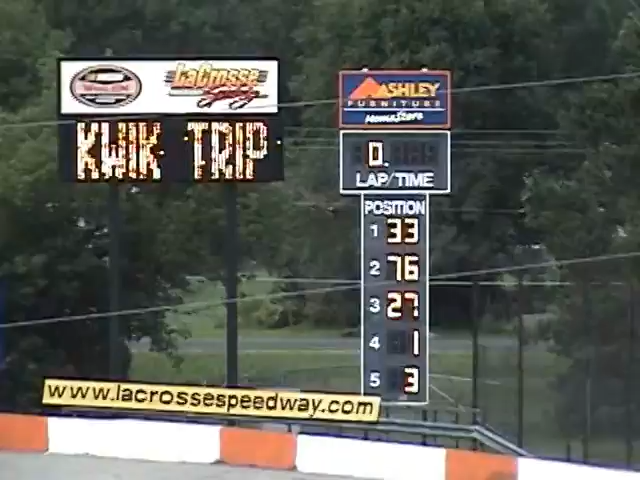 LaCrosse
KWIK TRIP
ASHLEY
FURNITURE
HomeStore
0.
LAP/TIME
POSITION
1 33
2 76
3 27
4 1
5 3
www.lacrossespeedway.com